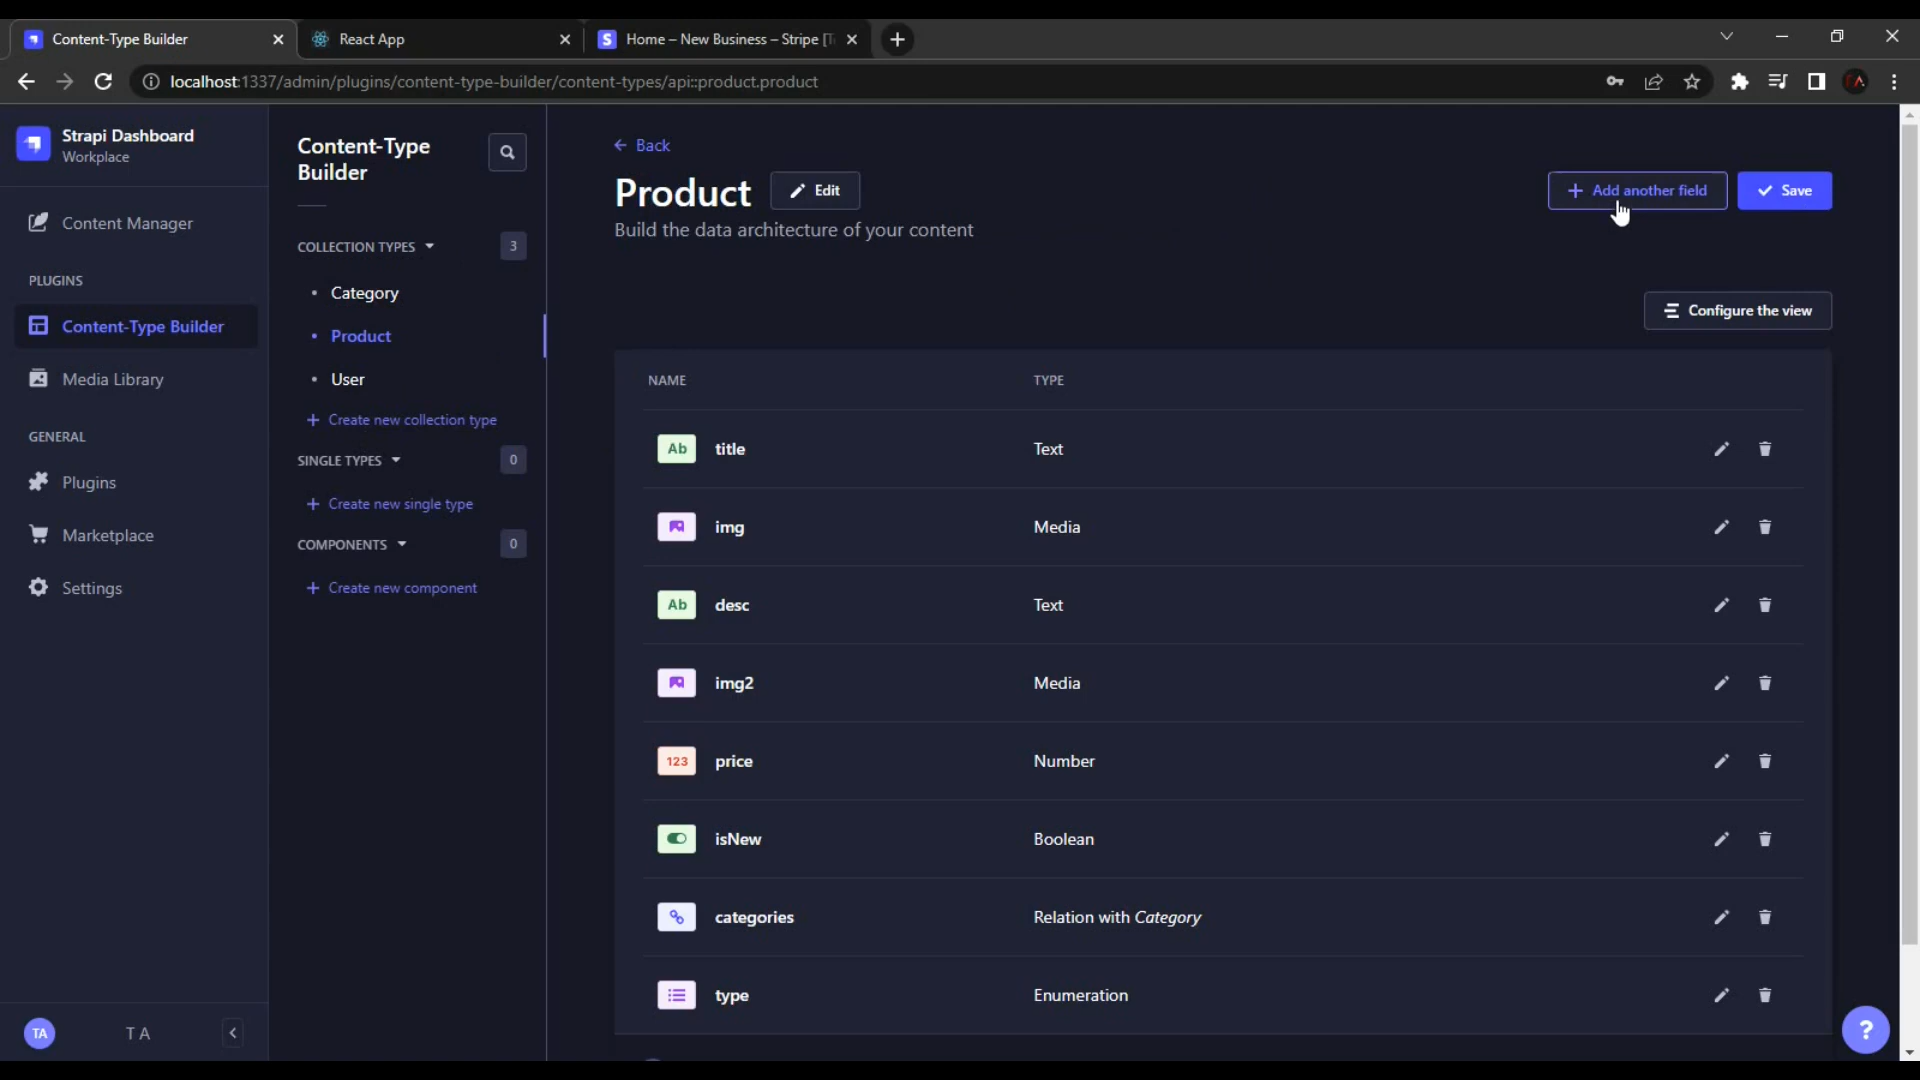 Content-Type Builder
React App
Home – New Business – Stripe [T
localhost:1337/admin/plugins/content-type-builder/content-types/api::product.product
Strapi Dashboard
Workplace
Content Manager
PLUGINS
Content-Type Builder
Media Library
GENERAL
Plugins
Marketplace
Settings
TA
T A
Content-Type
Builder
COLLECTION TYPES
3
Category
Product
User
Create new collection type
SINGLE TYPES
0
Create new single type
COMPONENTS
0
Create new component
Back
Product
Edit
Build the data architecture of your content
Add another field
Save
Configure the view
NAME TYPE
Ab title Text
img Media
Ab desc Text
img2 Media
123 price Number
isNew Boolean
categories Relation with Category
type Enumeration
?